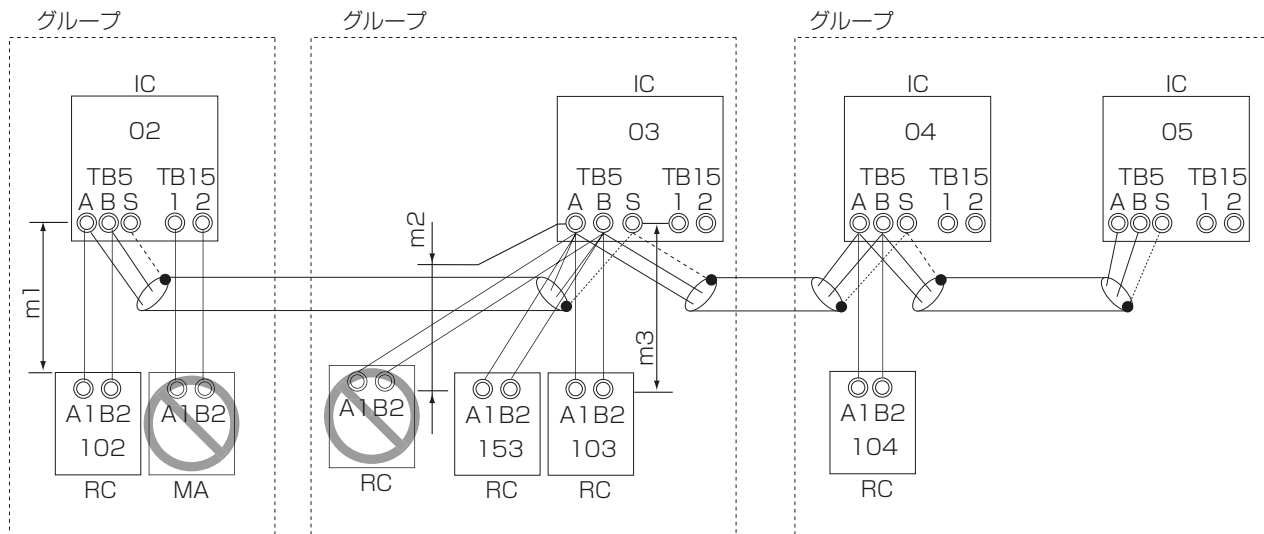 グループ
グループ
グループ
IC
IC
IC
IC
02
03
04
05
TB5 TB15
TB5 TB15
TB5 TB15
TB5 TB15
A B S 1 2
A B S 1 2
A B S 1 2
A B S 1 2
m1
m2
m3
A1B2
102
RC
A1B2
MA
A1B2
RC
A1B2
153
RC
A1B2
103
RC
A1B2
104
RC